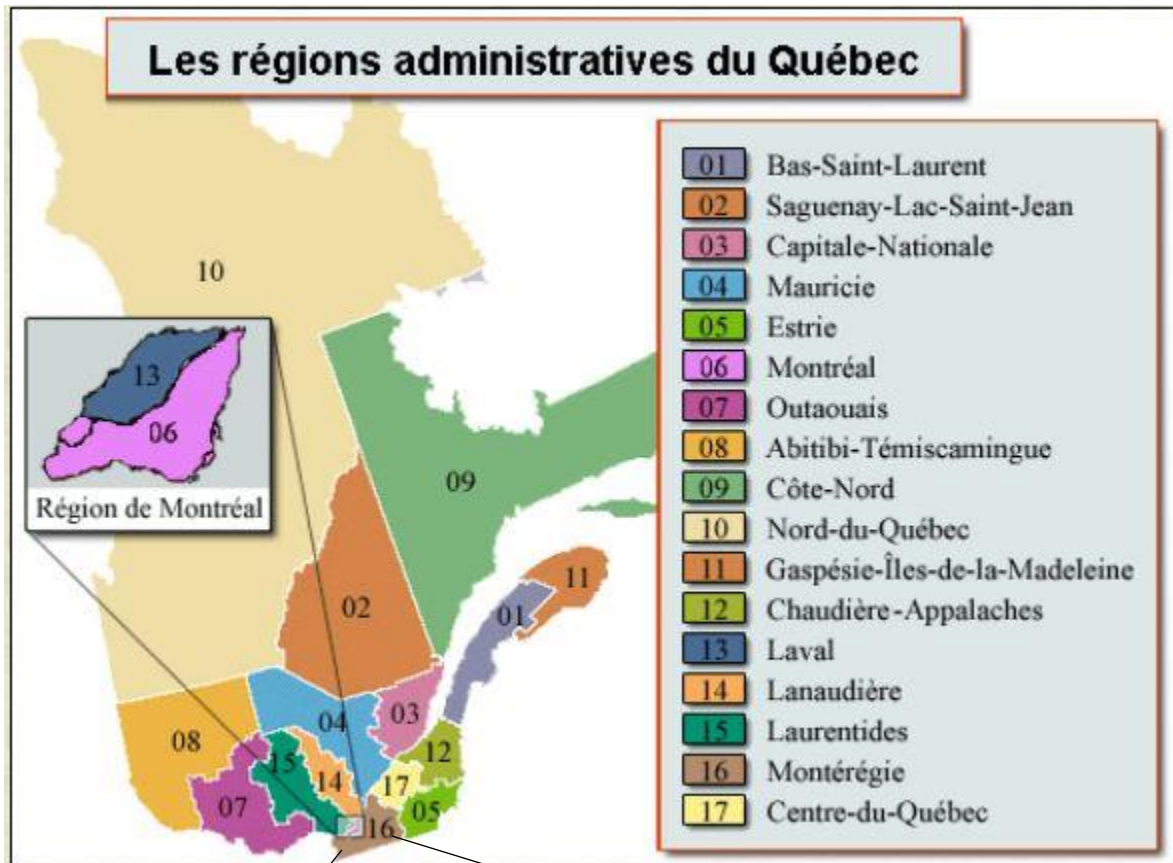 Les régions administratives du Québec
01 Bas-Saint-Laurent
02 Saguenay-Lac-Saint-Jean
03 Capitale-Nationale
04 Mauricie
05 Estrie
06 Montréal
07 Outaouais
08 Abitibi-Témiscamingue
09 Côte-Nord
10 Nord-du-Québec
11 Gaspésie-Îles-de-la-Madeleine
12 Chaudière-Appalaches
13 Laval
14 Lanaudière
15 Laurentides
16 Montérégie
17 Centre-du-Québec
10
13
06
Région de Montréal
09
11
02
01
03
04
08
12
15
14
17
07
05
16